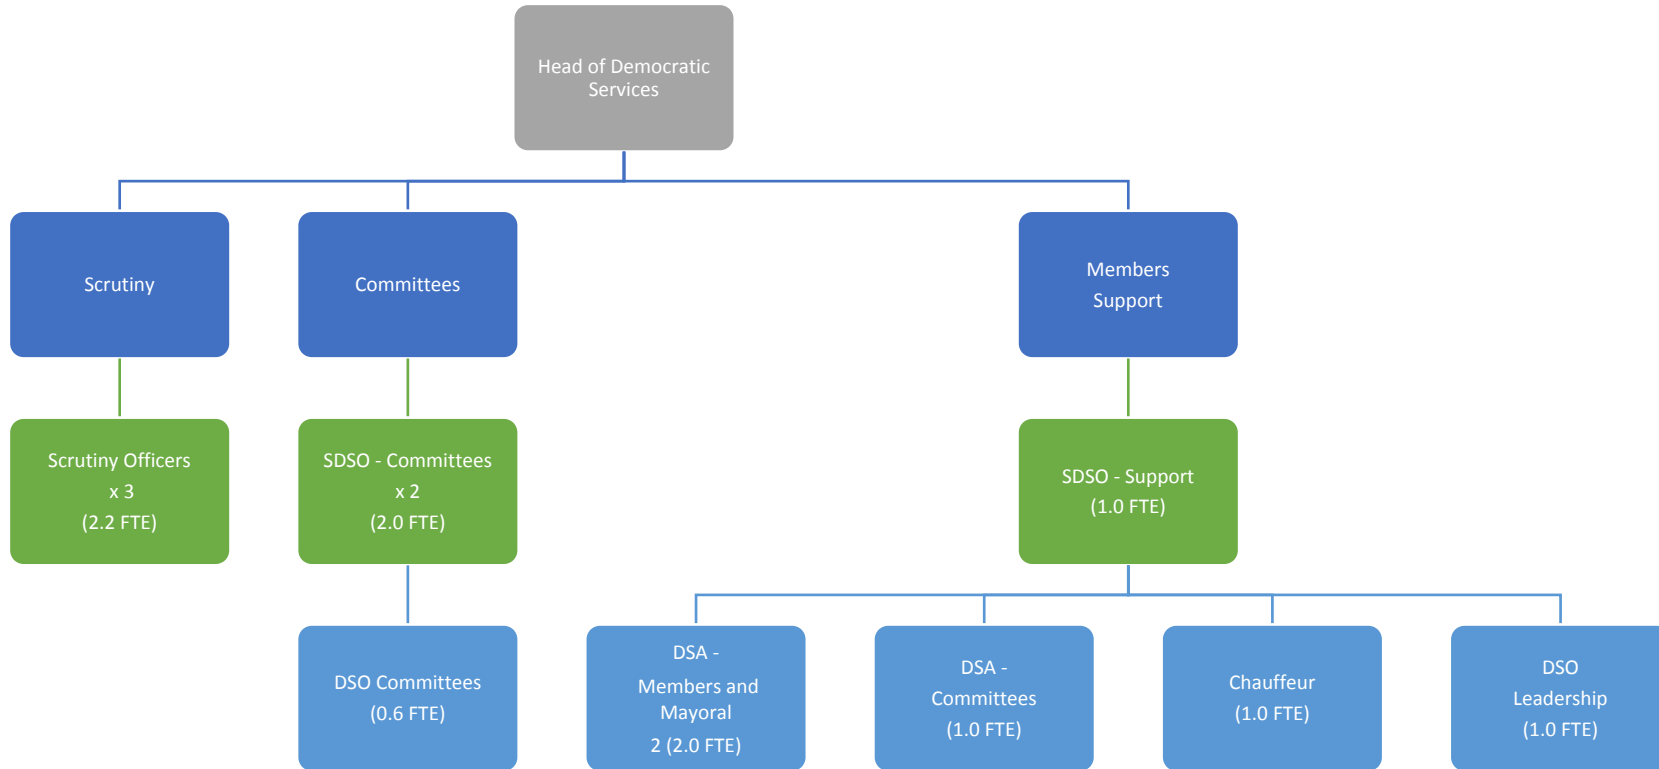 Head of Democratic
Services
Scrutiny
Committees
Members
Support
Scrutiny Officers
x 3
(2.2 FTE)
SDSO - Committees
x 2
(2.0 FTE)
SDSO - Support
(1.0 FTE)
DSO Committees
(0.6 FTE)
DSA -
Members and
Mayoral
2 (2.0 FTE)
DSA -
Committees
(1.0 FTE)
Chauffeur
(1.0 FTE)
DSO
Leadership
(1.0 FTE)